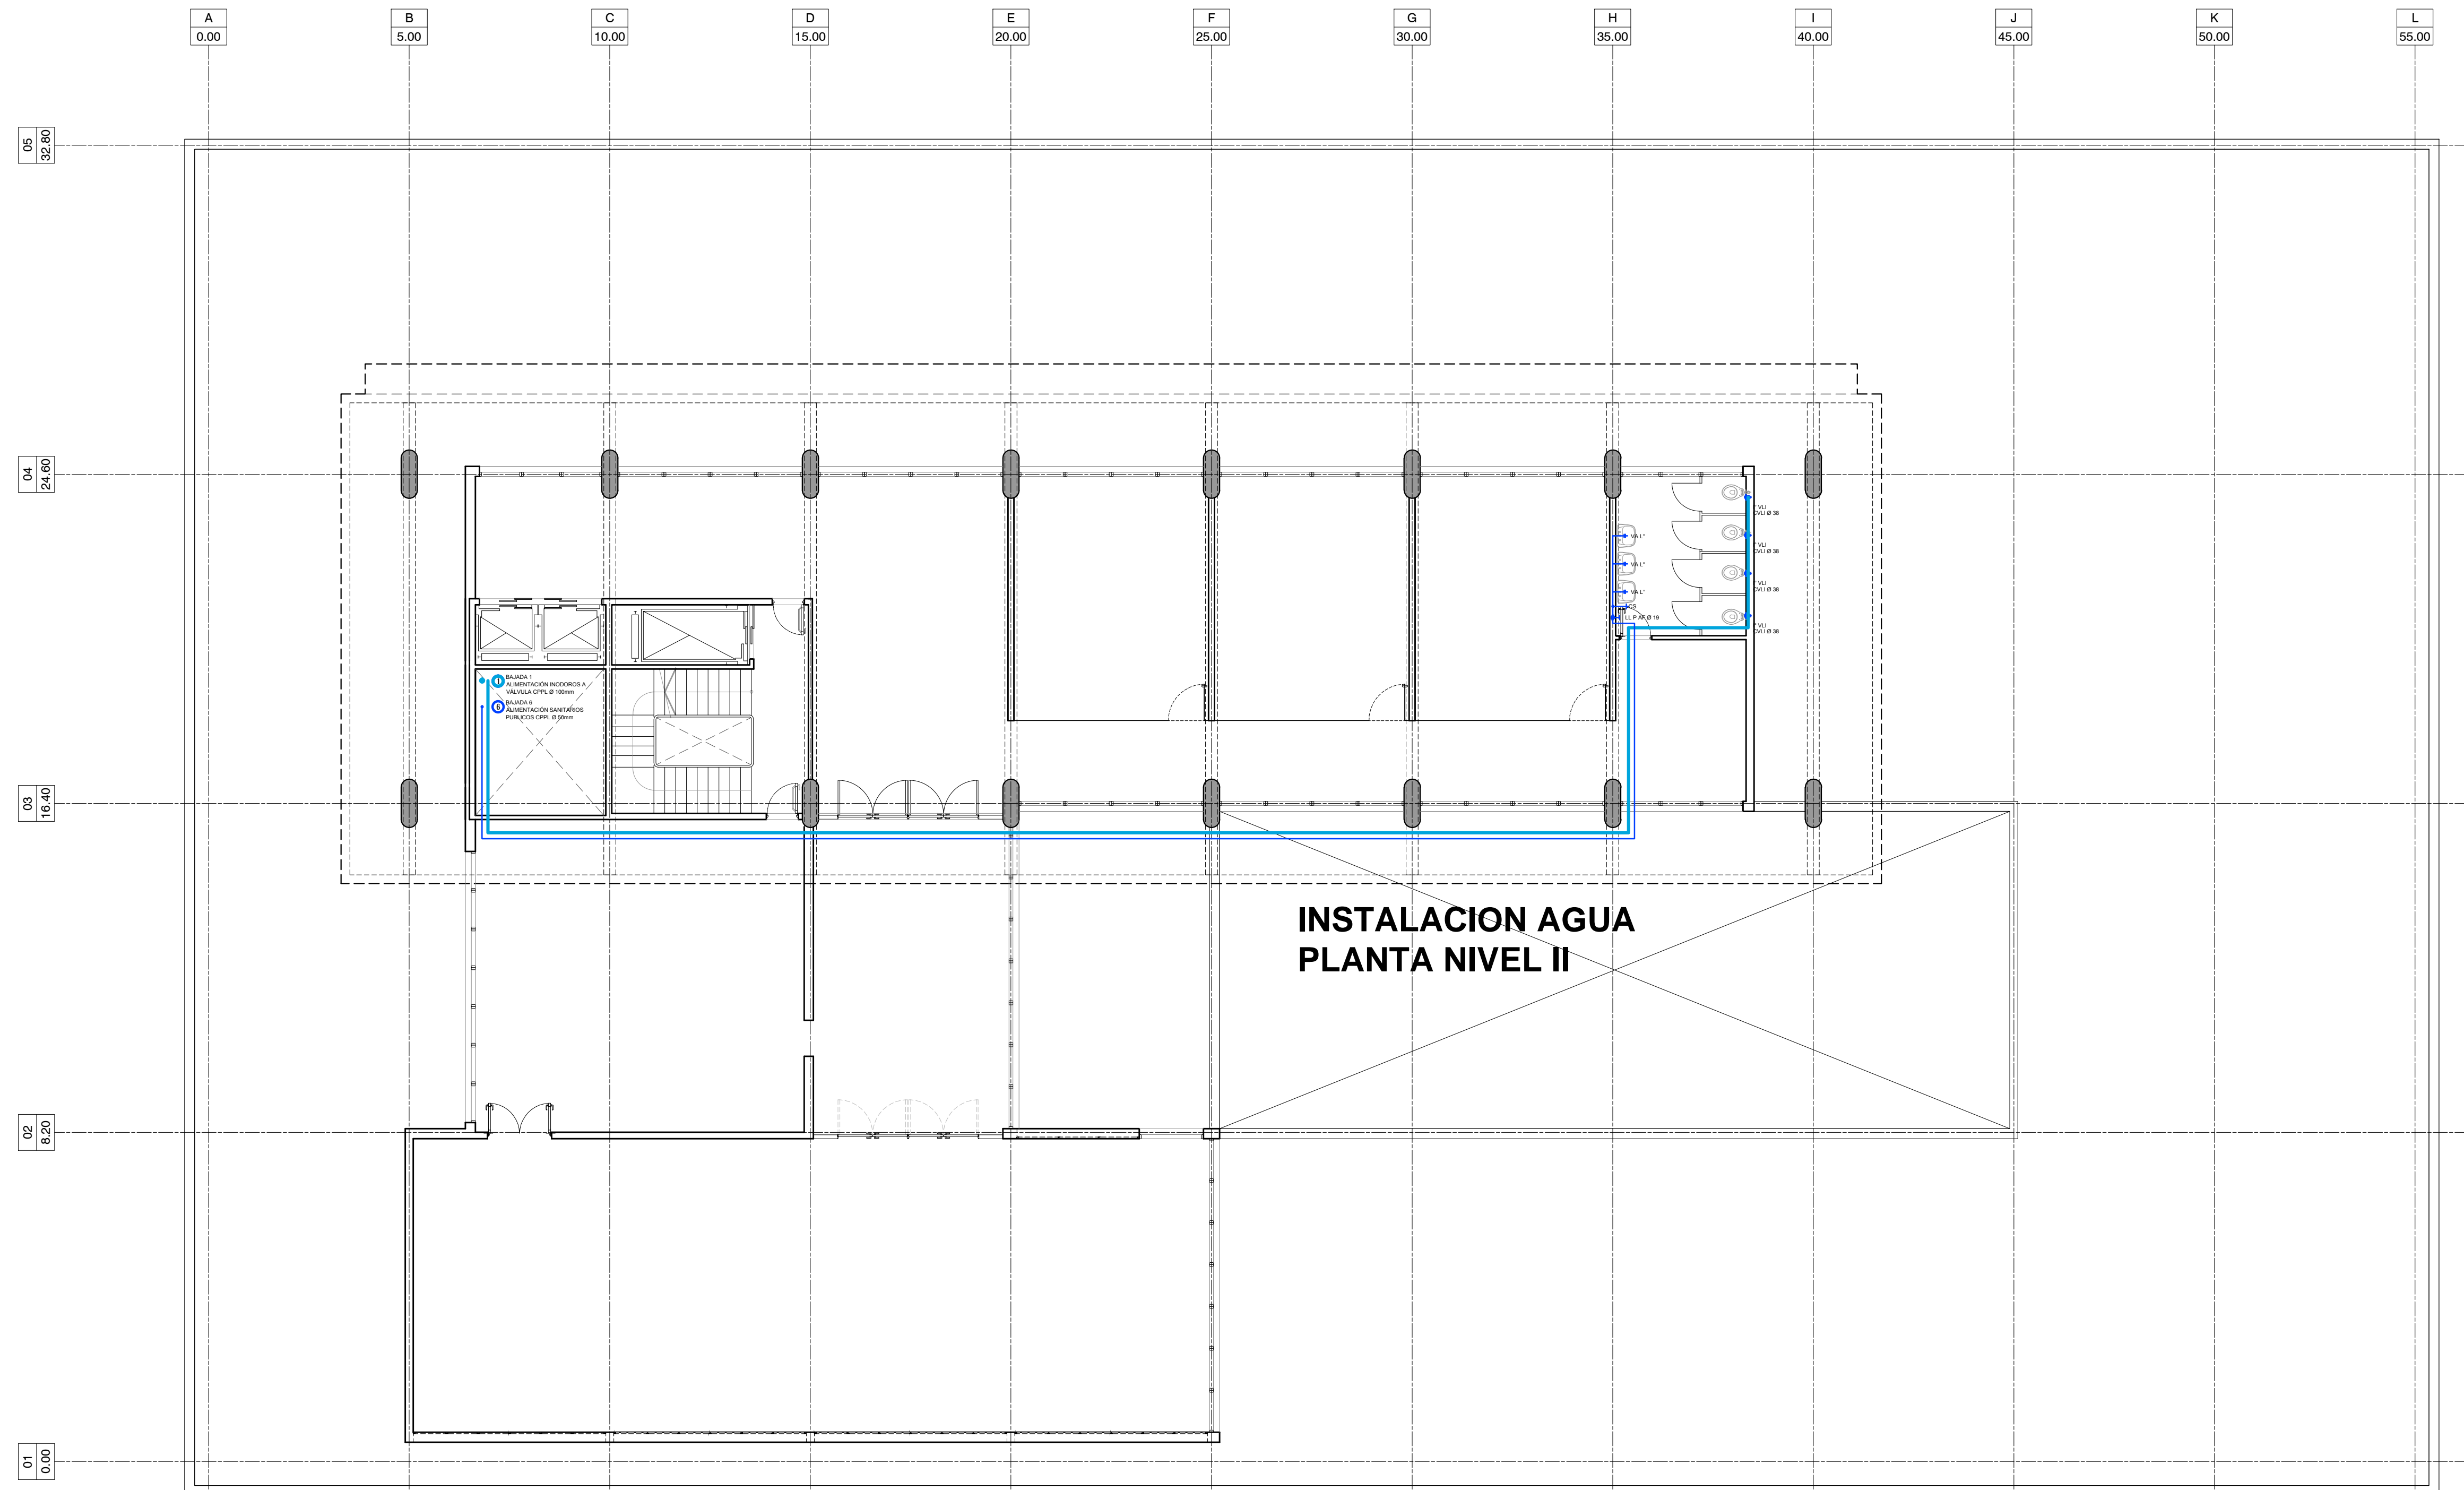 A
B
C
D
E
F
G
H
I
J
K
L
0.00
5.00
10.00
15.00
20.00
25.00
30.00
35.00
40.00
45.00
50.00
55.00
05
32.80
04
24.60
VLI
CVLI Ø 38
VA L°
VLI
CVLI Ø 38
VA L°
VLI
CVLI Ø 38
VA L°
CS
LL P AF Ø 19
VLI
CVLI Ø 38
1
BAJADA 1
ALIMENTACIÓN INODOROS A
VÁLVULA CPPL Ø 100mm
6
BAJADA 6
ALIMENTACIÓN SANITARIOS
PUBLICOS CPPL Ø 50mm
03
16.40
INSTALACION AGUA
PLANTA NIVEL II
02
8.20
01
0.00